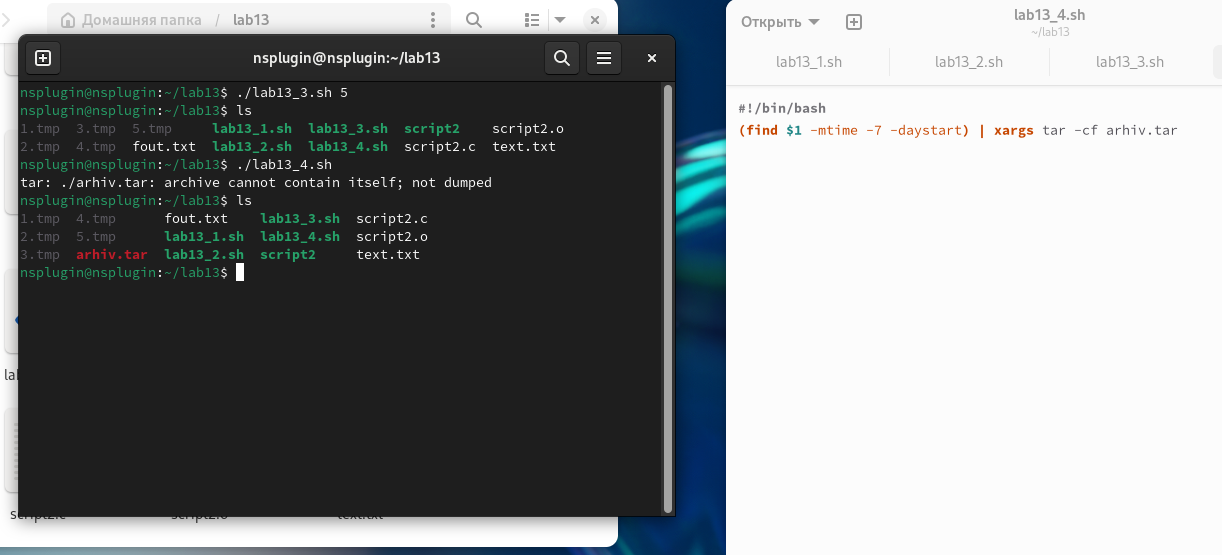 Домашняя папка / lab13
nsplugin@nsplugin:~/lab13
nsplugin@nsplugin:~/lab13$ ./lab13_3.sh 5
nsplugin@nsplugin:~/lab13$ ls
1.tmp 3.tmp 5.tmp lab13_1.sh lab13_3.sh script2 script2.o
2.tmp 4.tmp fout.txt lab13_2.sh lab13_4.sh script2.c text.txt
nsplugin@nsplugin:~/lab13$ ./lab13_4.sh
tar: ./arhiv.tar: archive cannot contain itself; not dumped
nsplugin@nsplugin:~/lab13$ ls
1.tmp 4.tmp fout.txt lab13_3.sh script2.c
2.tmp 5.tmp lab13_1.sh lab13_4.sh script2.o
3.tmp arhiv.tar lab13_2.sh script2 text.txt
nsplugin@nsplugin:~/lab13$
Открыть
lab13_4.sh
~/lab13
lab13_1.sh lab13_2.sh lab13_3.sh
#!/bin/bash
(find $1 -mtime -7 -daystart) | xargs tar -cf arhiv.tar